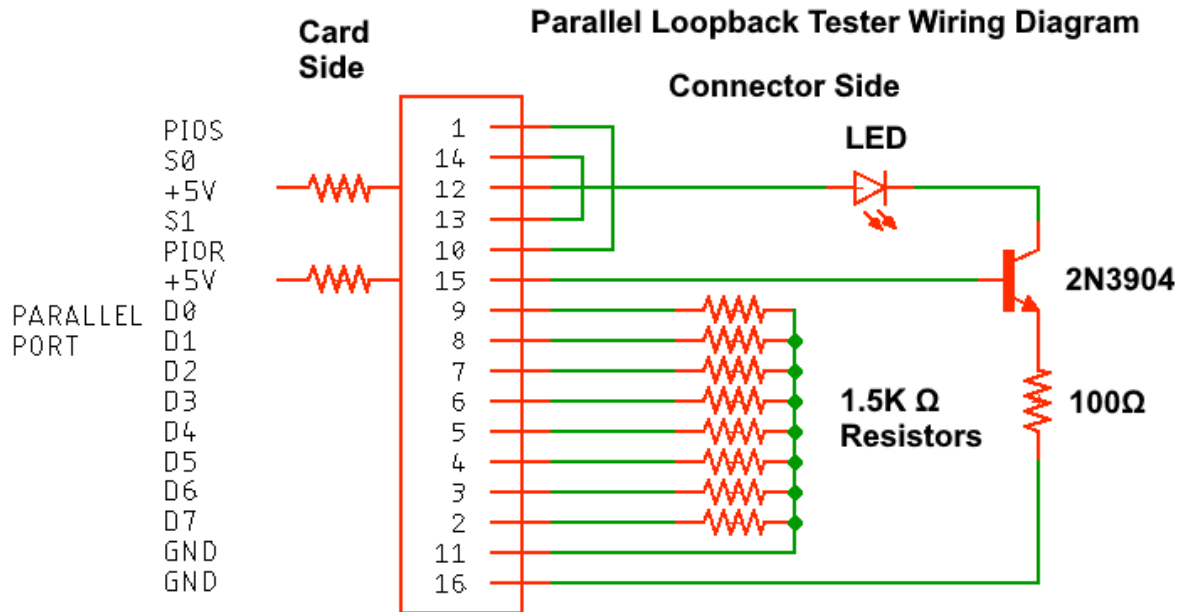 Parallel Loopback Tester Wiring Diagram
Card
Side
Connector Side
LED
PIOS 1
S0 14
+5V 12
S1 13
PIOR 10
+5V 15
2N3904
PARALLEL
PORT
D0 9
D1 8
D2 7
D3 6
D4 5
D5 4
D6 3
D7 2
GND 11
GND 16
1.5K Ω
Resistors
100Ω